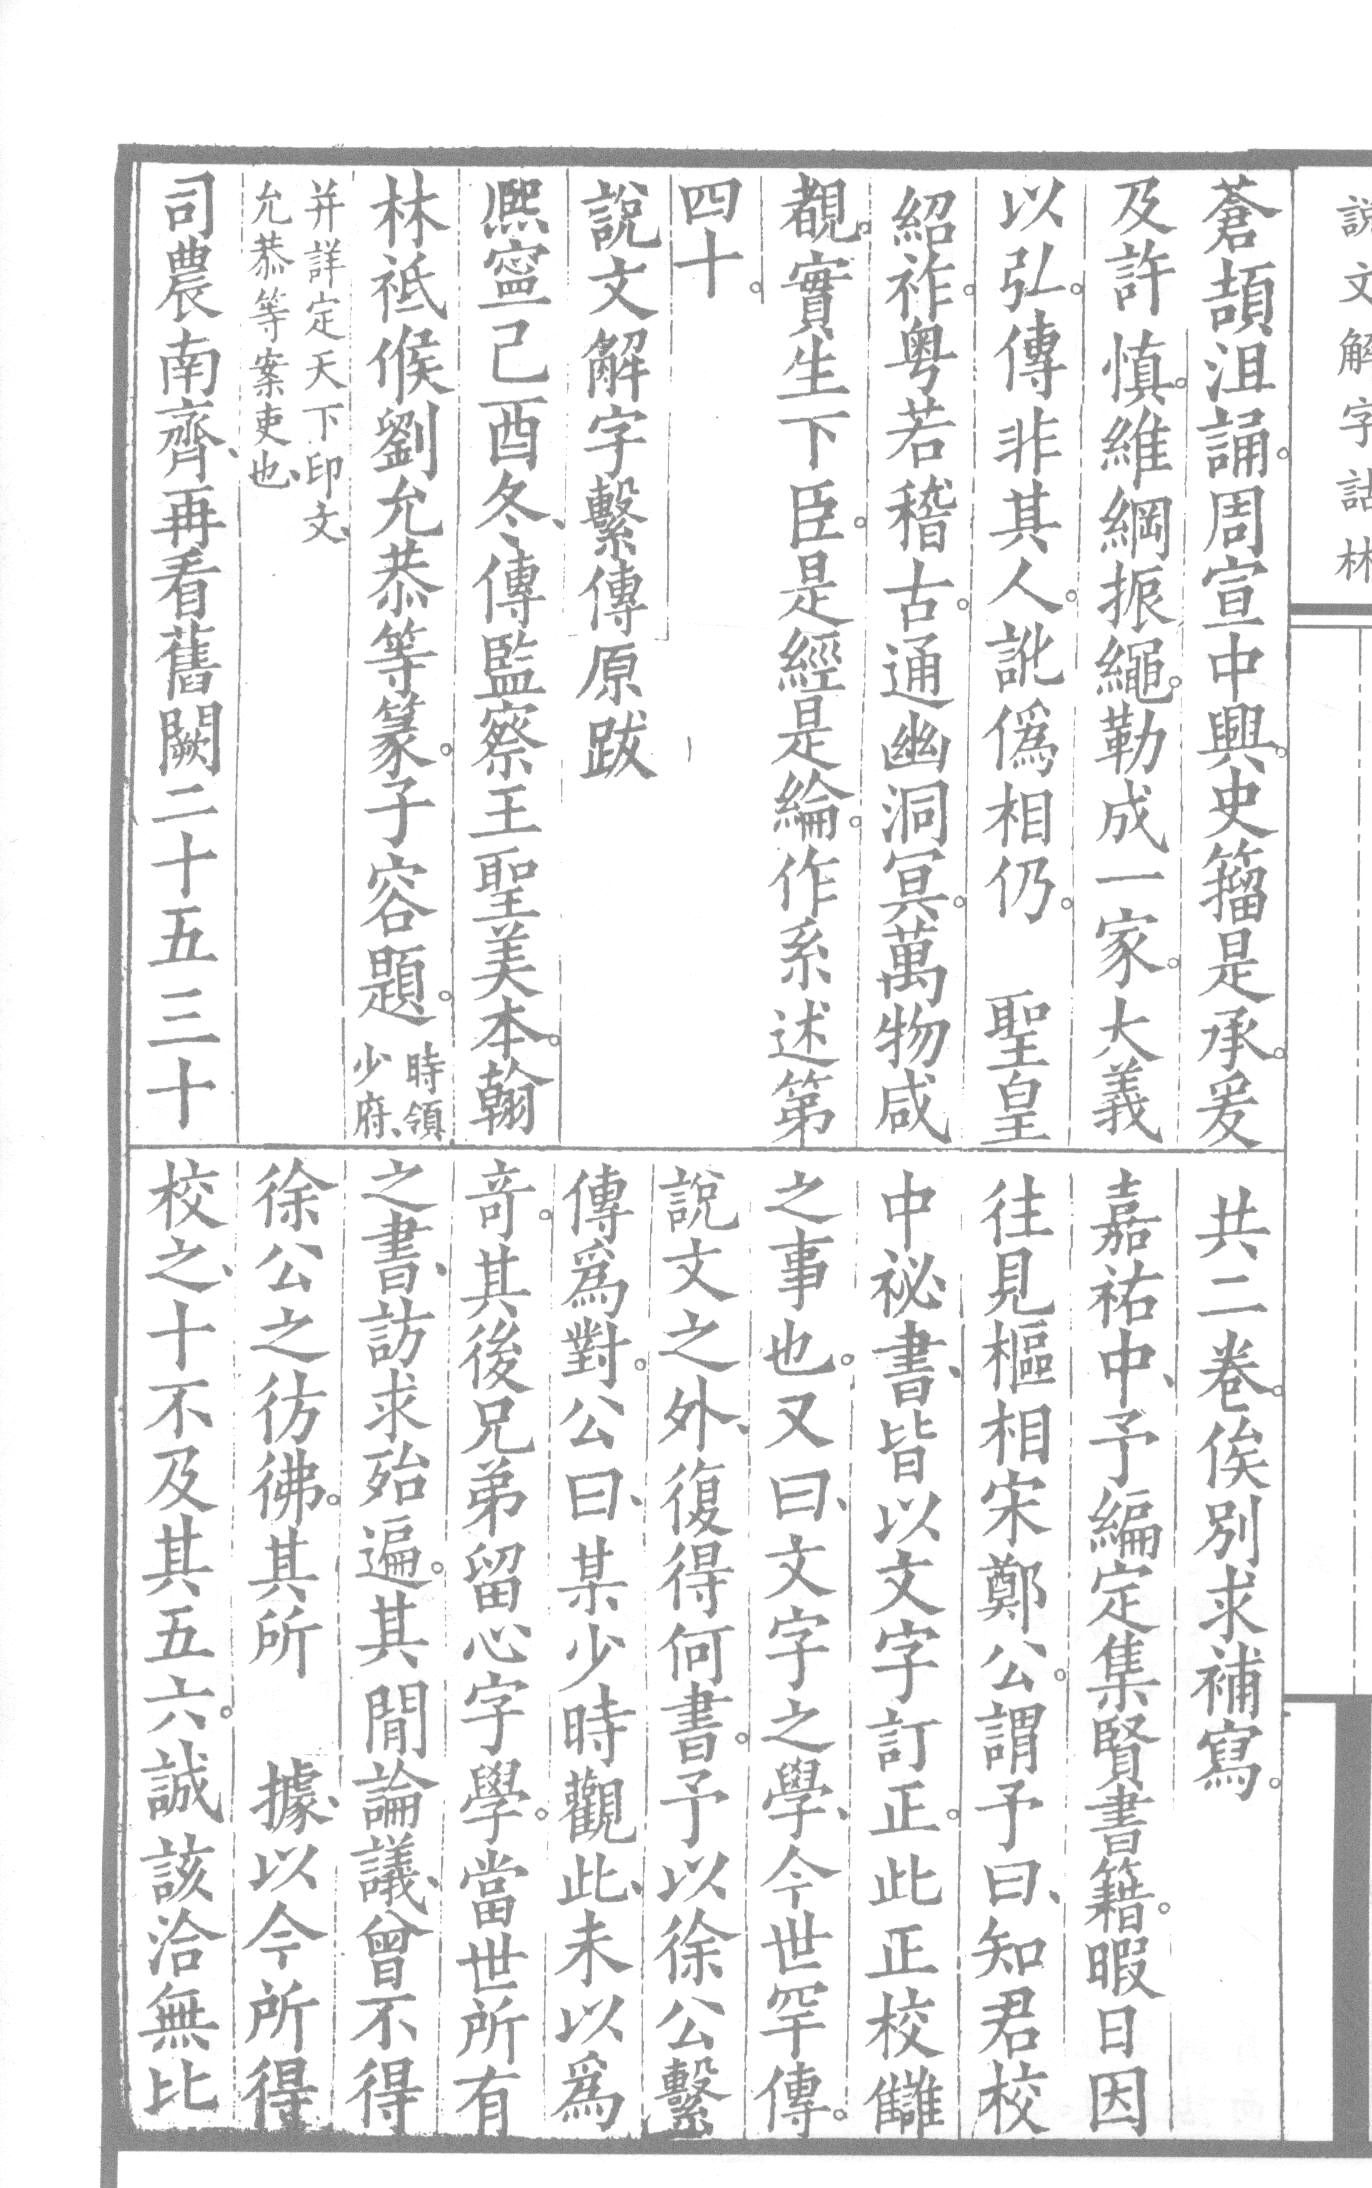 說文解字詁林
蒼頡沮誦。周宣中興。史籀是承。爰
及許慎。維綱振繩。勒成一家。大義
以弘。傳非其人。訛僞相仍。　聖皇
紹祚。粵若稽古。通幽洞冥。萬物咸
覩。實生下臣。是經是綸。作系述第
四十。
說文解字繫傳原跋
熈寍己酉冬、傳監察王聖美本。翰
林祗候劉允恭等篆。子容題。時領
少府、
并詳定天下印文、
允恭等案吏也、
司農南齊、再看舊闕二十五三十
共二卷。俟別求補寫。
嘉祐中、予編定集賢書籍。暇日因
往見樞相宋鄭公。謂予曰、知君校
中祕書、皆以文字訂正。此正校讎
之事也。又曰、文字之學、今世罕傳。
說文之外、復得何書。予以徐公繫
傳爲對。公曰、某少時觀此、未以爲
奇。其後兄弟留心字學。當世所有
之書、訪求殆遍。其閒論議、曾不得
徐公之彷彿。其所　據、以今所得
校之、十不及其五六。誠該洽無比